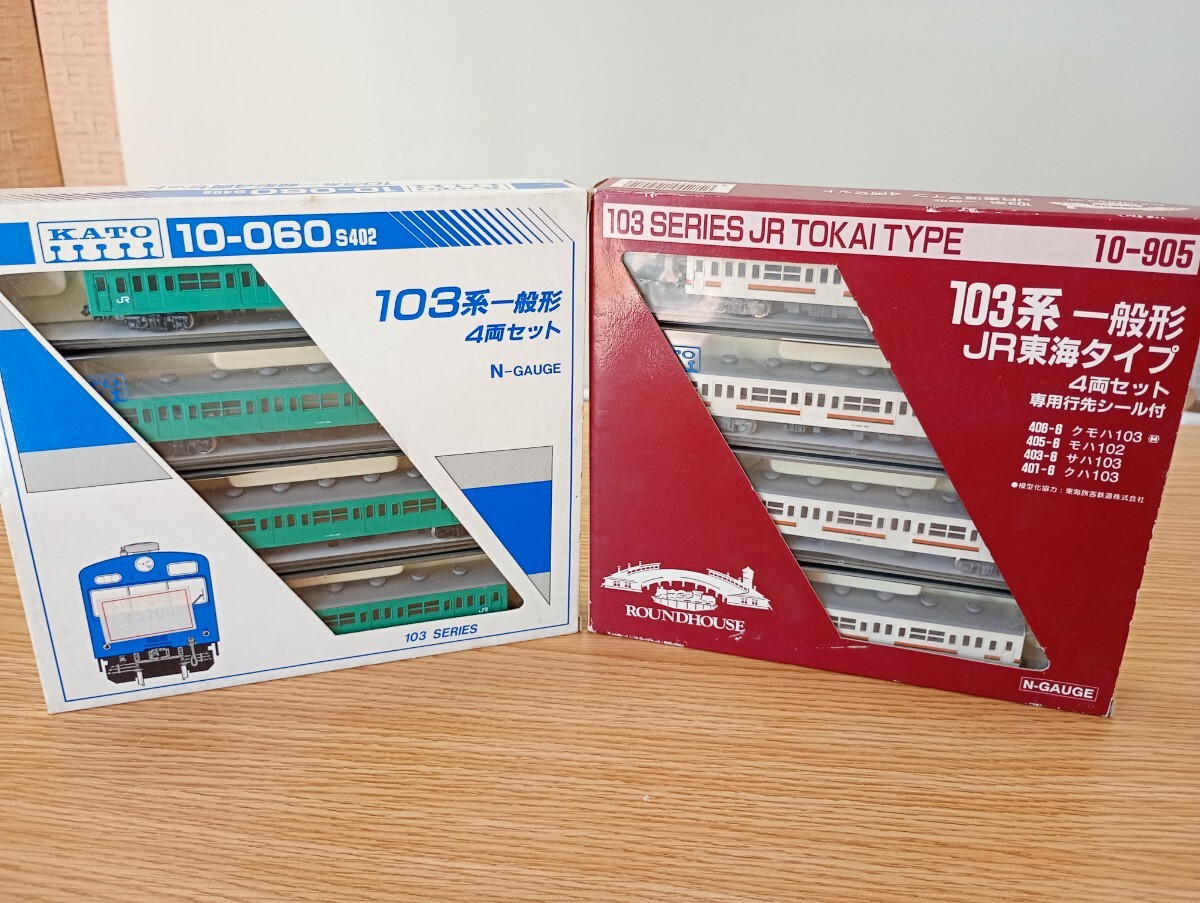 KATO
10-060 S402
103系一般形
4両セット
N-GAUGE
JR
JR
103 SERIES
103 SERIES JR TOKAI TYPE
10-905
103系 一般形
JR東海タイプ
4両セット
専用行先シール付
406-6 クモハ103 M
405-6 モハ102
403-6 サハ103
401-6 クハ103
●模型化協力：東海旅客鉄道株式会社
KATO
ROUNDHOUSE
N-GAUGE